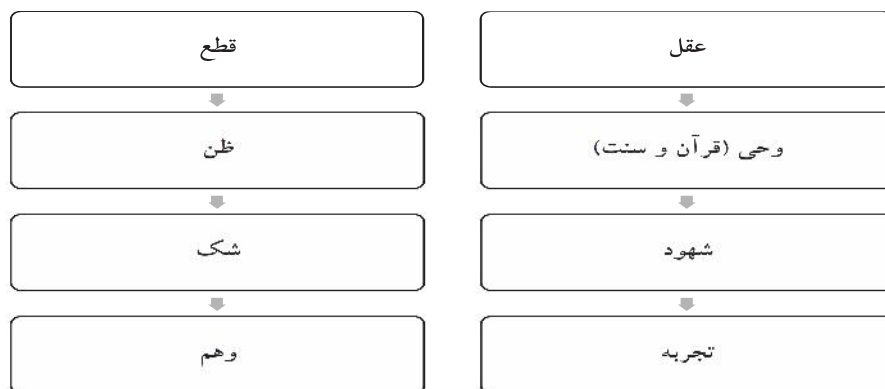 عقل
وحی (قرآن و سنت)
شهود
تجربه
قطع
ظن
شک
وهم